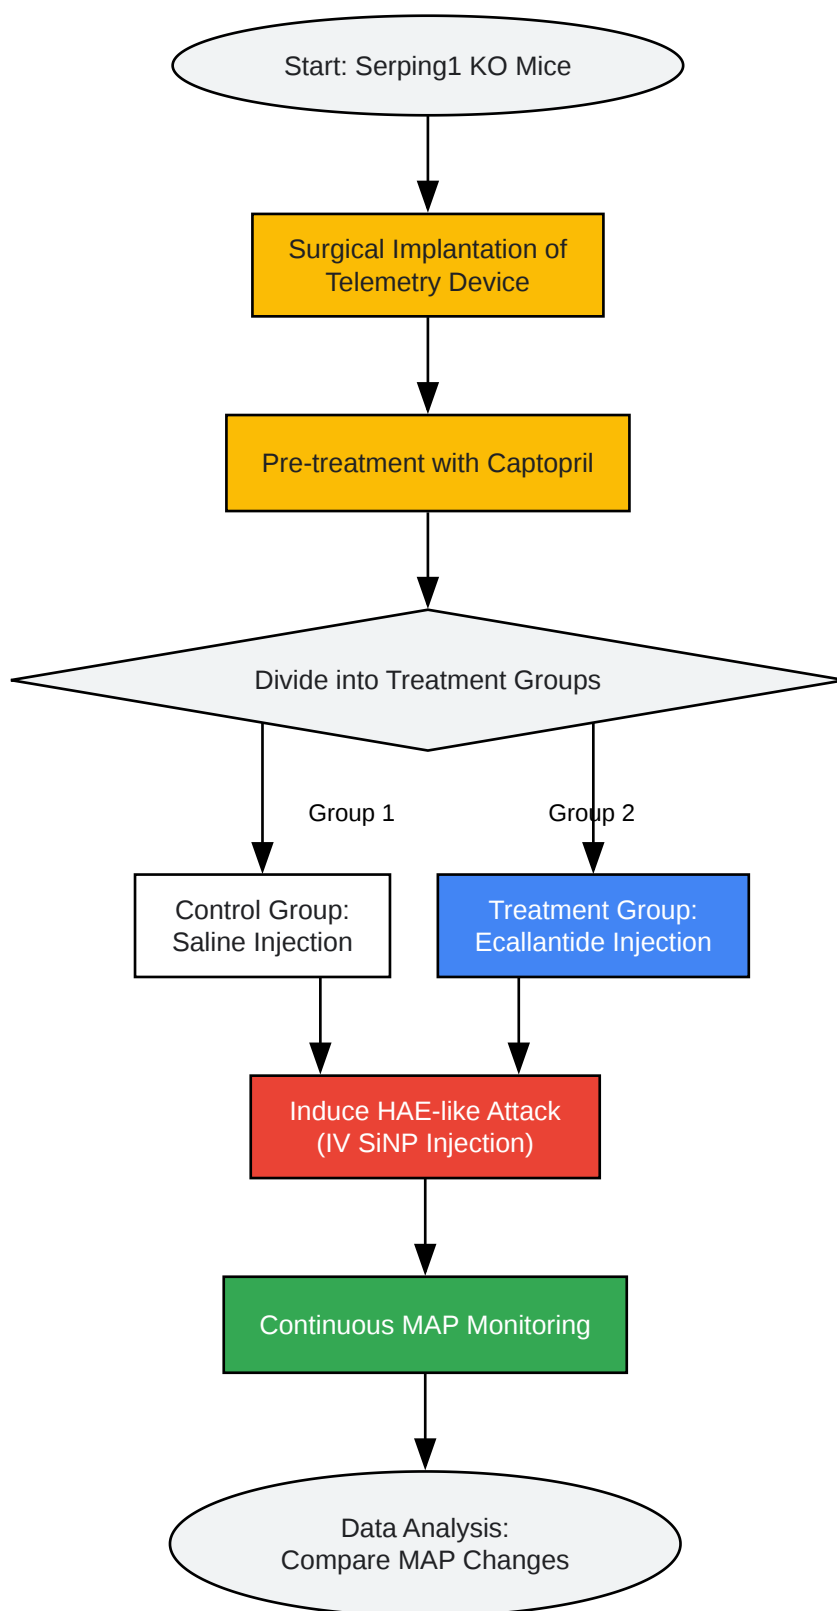 Start: Serping1 KO Mice
Surgical Implantation of
Telemetry Device
Pre-treatment with Captopril
Divide into Treatment Groups
Group 1
Group 2
Control Group:
Saline Injection
Treatment Group:
Ecallantide Injection
Induce HAE-like Attack
(IV SiNP Injection)
Continuous MAP Monitoring
Data Analysis:
Compare MAP Changes